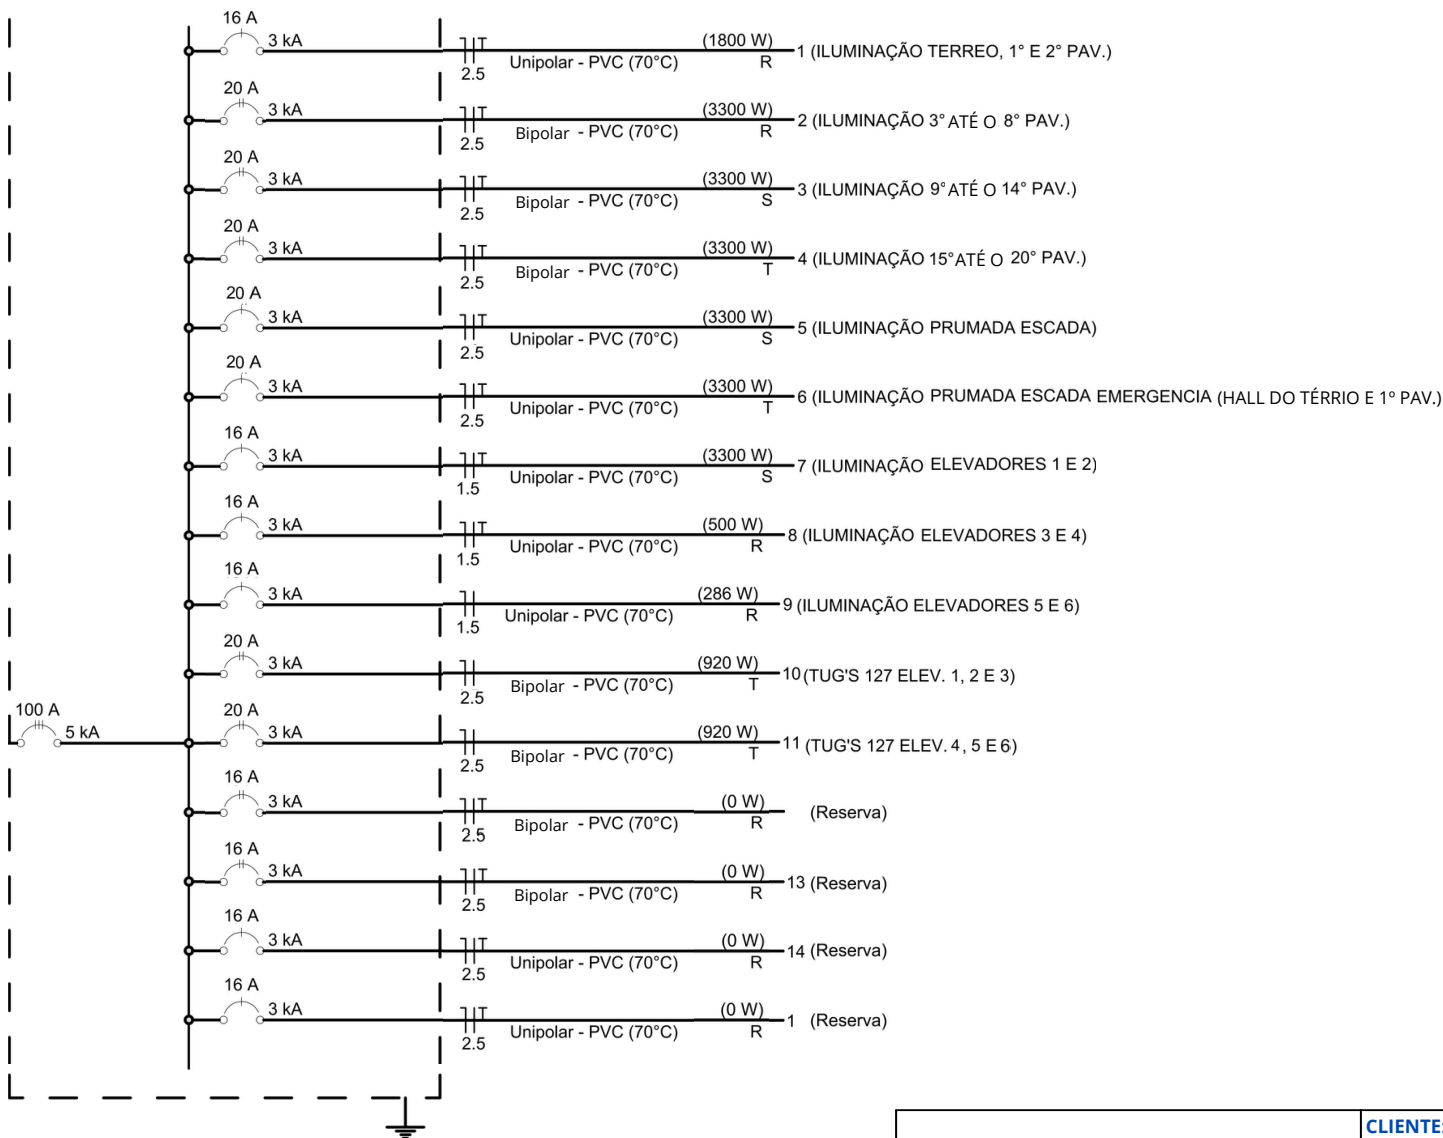 16 A
3 kA
T
2.5
Unipolar - PVC (70°C)
(1800 W)
R
1 (ILUMINAÇÃO TERREO, 1° E 2° PAV.)
20 A
3 kA
T
2.5
Bipolar - PVC (70°C)
(3300 W)
R
2 (ILUMINAÇÃO 3° ATÉ O 8° PAV.)
20 A
3 kA
T
2.5
Bipolar - PVC (70°C)
(3300 W)
S
3 (ILUMINAÇÃO 9° ATÉ O 14° PAV.)
20 A
3 kA
T
2.5
Bipolar - PVC (70°C)
(3300 W)
T
4 (ILUMINAÇÃO 15° ATÉ O 20° PAV.)
20 A
3 kA
T
2.5
Unipolar - PVC (70°C)
(3300 W)
S
5 (ILUMINAÇÃO PRUMADA ESCADA)
20 A
3 kA
T
2.5
Unipolar - PVC (70°C)
(3300 W)
T
6 (ILUMINAÇÃO PRUMADA ESCADA EMERGENCIA (HALL DO TÉRRIO E 1º PAV.)
16 A
3 kA
T
1.5
Unipolar - PVC (70°C)
(3300 W)
S
7 (ILUMINAÇÃO ELEVADORES 1 E 2)
16 A
3 kA
T
1.5
Unipolar - PVC (70°C)
(500 W)
R
8 (ILUMINAÇÃO ELEVADORES 3 E 4)
16 A
3 kA
1.5
Unipolar - PVC (70°C)
(286 W)
R
9 (ILUMINAÇÃO ELEVADORES 5 E 6)
20 A
3 kA
T
2.5
Bipolar - PVC (70°C)
(920 W)
T
10 (TUG'S 127 ELEV. 1, 2 E 3)
100 A
5 kA
20 A
3 kA
T
2.5
Bipolar - PVC (70°C)
(920 W)
T
11 (TUG'S 127 ELEV. 4, 5 E 6)
16 A
3 kA
T
2.5
Bipolar - PVC (70°C)
(0 W)
R
(Reserva)
16 A
3 kA
T
2.5
Bipolar - PVC (70°C)
(0 W)
R
13 (Reserva)
16 A
3 kA
T
2.5
Unipolar - PVC (70°C)
(0 W)
R
14 (Reserva)
16 A
3 kA
T
2.5
Unipolar - PVC (70°C)
(0 W)
R
1 (Reserva)
CLIENTE: